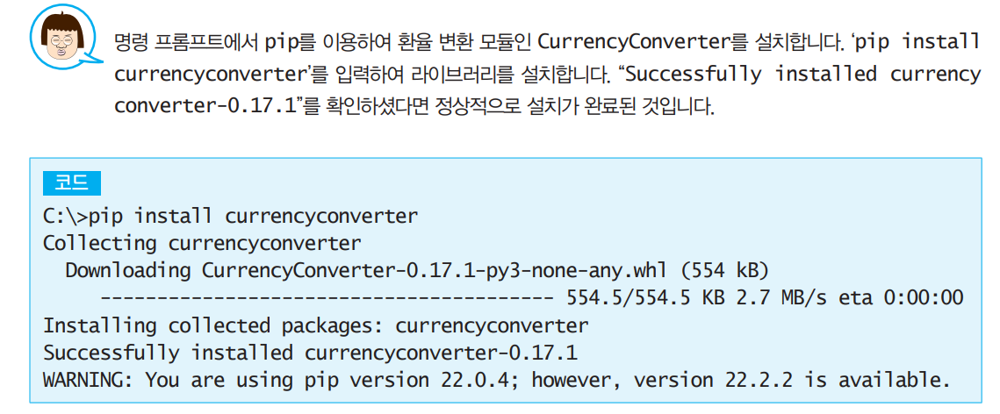 명령 프롬프트에서 pip를 이용하여 환율 변환 모듈인 CurrencyConverter를 설치합니다. ‘pip install
currencyconverter’를 입력하여 라이브러리를 설치합니다. “Successfully installed currency
converter-0.17.1”를 확인하셨다면 정상적으로 설치가 완료된 것입니다.
코드
C:\>pip install currencyconverter
Collecting currencyconverter
  Downloading CurrencyConverter-0.17.1-py3-none-any.whl (554 kB)
     ---------------------------------------- 554.5/554.5 KB 2.7 MB/s eta 0:00:00
Installing collected packages: currencyconverter
Successfully installed currencyconverter-0.17.1
WARNING: You are using pip version 22.0.4; however, version 22.2.2 is available.